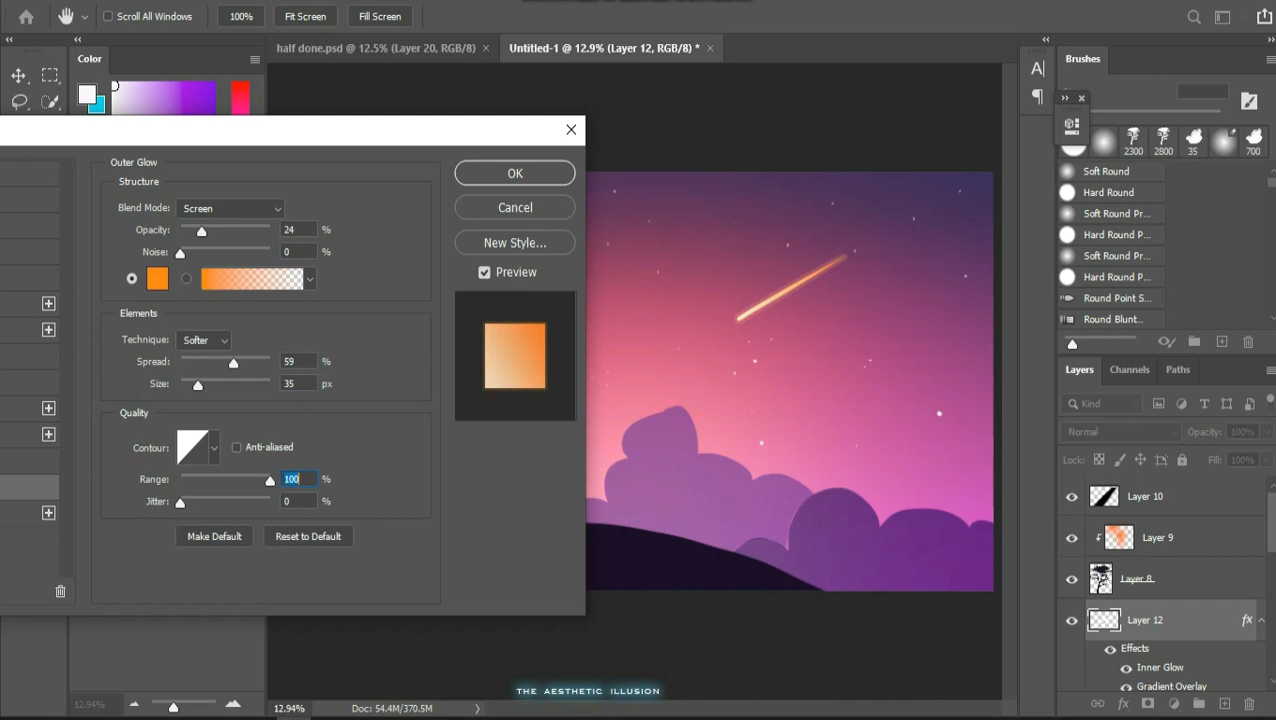 Scroll All Windows 100% Fit Screen Fill Screen
half done.psd @ 12.5% (Layer 20, RGB/8) × Untitled-1 @ 12.9% (Layer 12, RGB/8) * ×
Color
Brushes
2300 2800 35 700
Soft Round
Hard Round
Soft Round Pr...
Hard Round P...
Soft Round Pr...
Hard Round Pr...
Round Point S...
Round Blunt...
Outer Glow
Structure
Blend Mode: Screen
Opacity: 24 %
Noise: 0 %
Elements
Technique: Softer
Spread: 59 %
Size: 35 px
Quality
Contour: Anti-aliased
Range: 100 %
Jitter: 0 %
Make Default Reset to Default
OK
Cancel
New Style...
Preview
Layers Channels Paths
Kind
Normal Opacity: 100%
Lock: Fill: 100%
Layer 10
Layer 9
Layer 8
Layer 12 fx
Effects
Inner Glow
Gradient Overlay
THE AESTHETIC ILLUSION
12.94% 12.94% Doc: 54.4M/370.5M